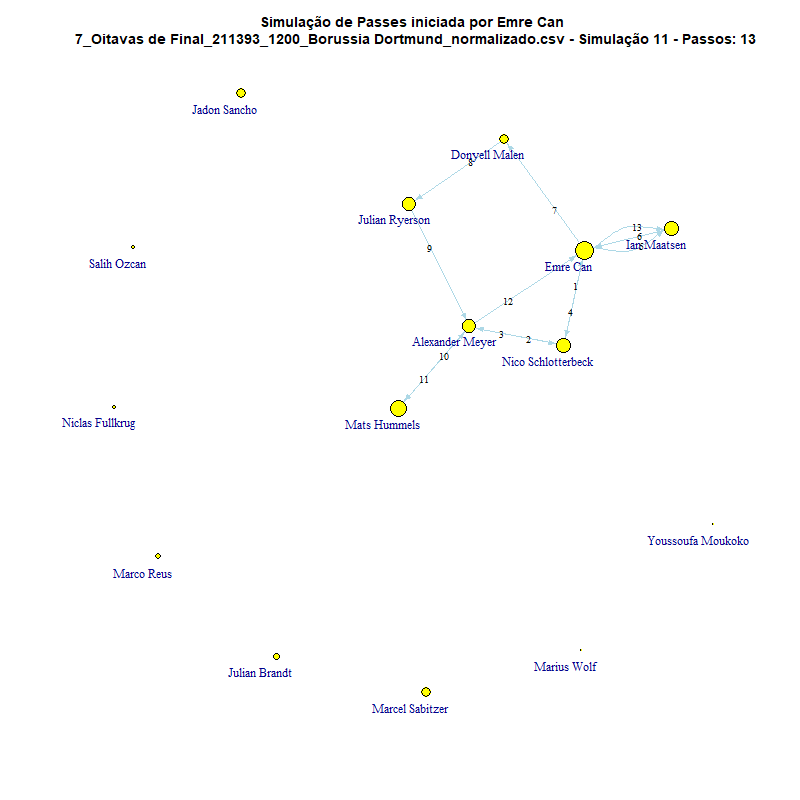 Simulação de Passes iniciada por Emre Can
7_Oitavas de Final_211393_1200_Borussia Dortmund_normalizado.csv - Simulação 11 - Passos: 13
Jadon Sancho
Donyell Malen
8
Julian Ryerson
7
13
6
Ian Maatsen
9
Salih Ozcan
Emre Can
1
12
4
3
2
Alexander Meyer
10
Nico Schlotterbeck
11
Niclas Fullkrug
Mats Hummels
Youssoufa Moukoko
Marco Reus
Marius Wolf
Julian Brandt
Marcel Sabitzer